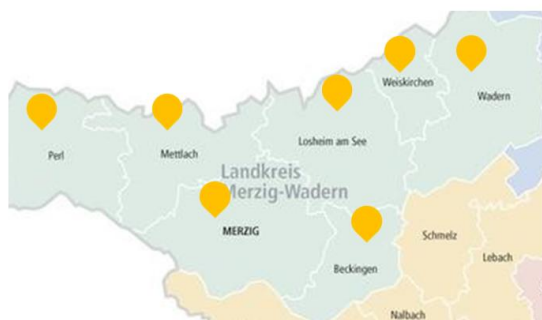 Weiskirchen
Wadern
Losheim am See
Perl
Mettlach
Landkreis
Merzig-Wadern
MERZIG
Schmelz
Lebach
Beckingen
Nalbach